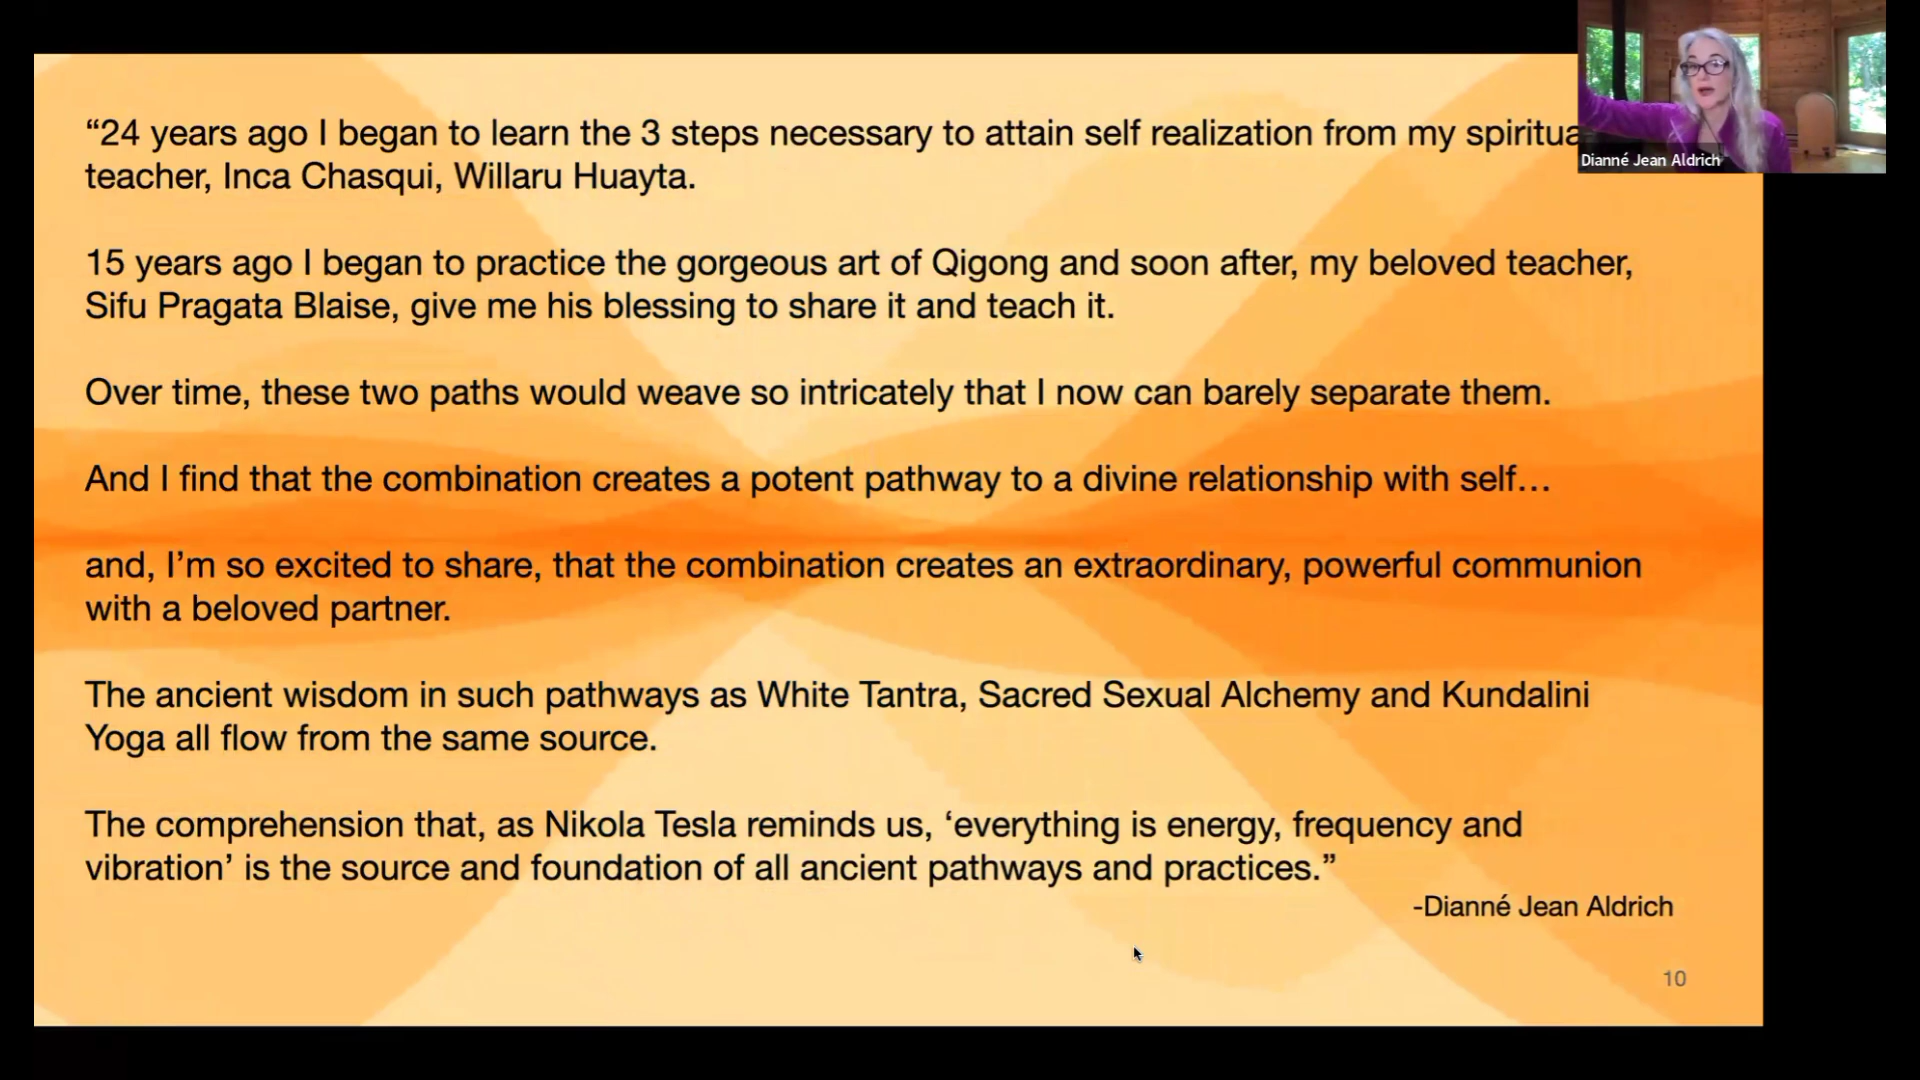 “24 years ago I began to learn the 3 steps necessary to attain self realization from my
teacher, Inca Chasqui, Willaru Huayta.
15 years ago I began to practice the gorgeous art of Qigong and soon after, my beloved teacher,
Sifu Pragata Blaise, give me his blessing to share it and teach it.
Over time, these two paths would weave so intricately that I now can barely separate them.
And I find that the combination creates a potent pathway to a divine relationship with self…
and, I’m so excited to share, that the combination creates an extraordinary, powerful communion
with a beloved partner.
The ancient wisdom in such pathways as White Tantra, Sacred Sexual Alchemy and Kundalini
Yoga all flow from the same source.
The comprehension that, as Nikola Tesla reminds us, ‘everything is energy, frequency and
vibration’ is the source and foundation of all ancient pathways and practices.”
-Dianné Jean Aldrich
10
Dianné Jean Aldrich